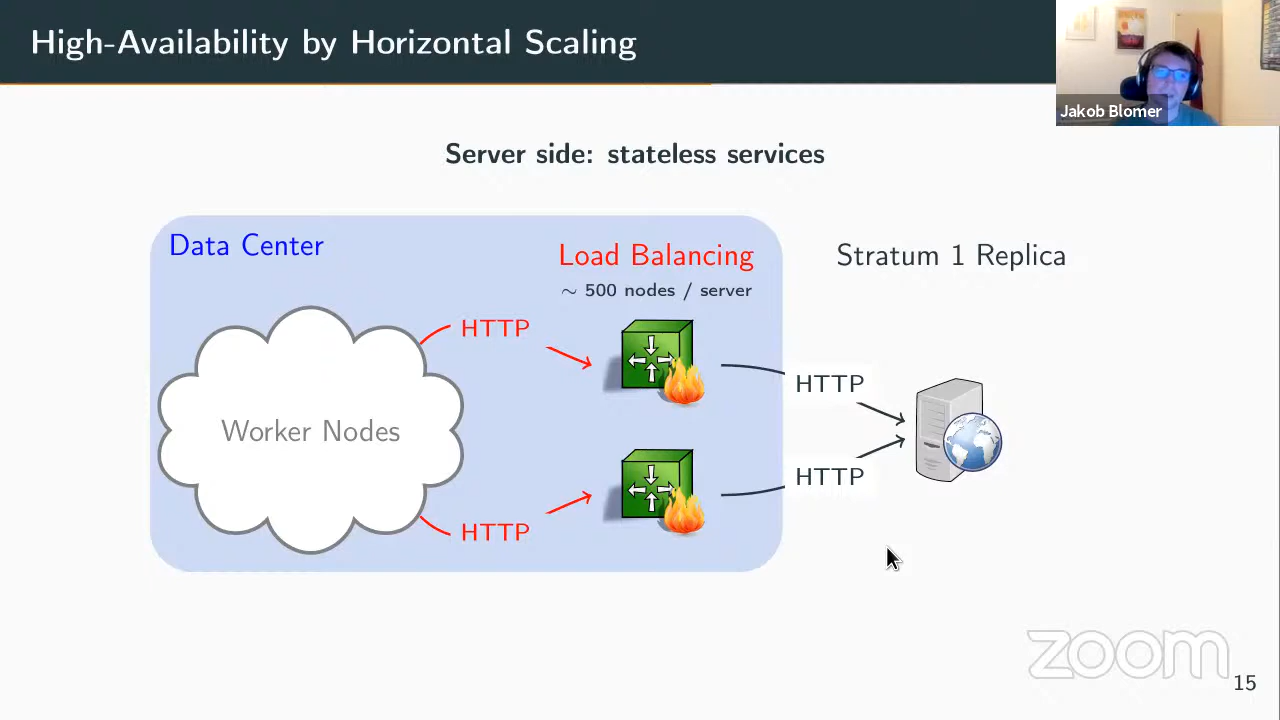 High-Availability by Horizontal Scaling
Jakob Blomer
Server side: stateless services
Data Center
Load Balancing
~ 500 nodes / server
Stratum 1 Replica
HTTP
HTTP
Worker Nodes
HTTP
HTTP
zoom
15